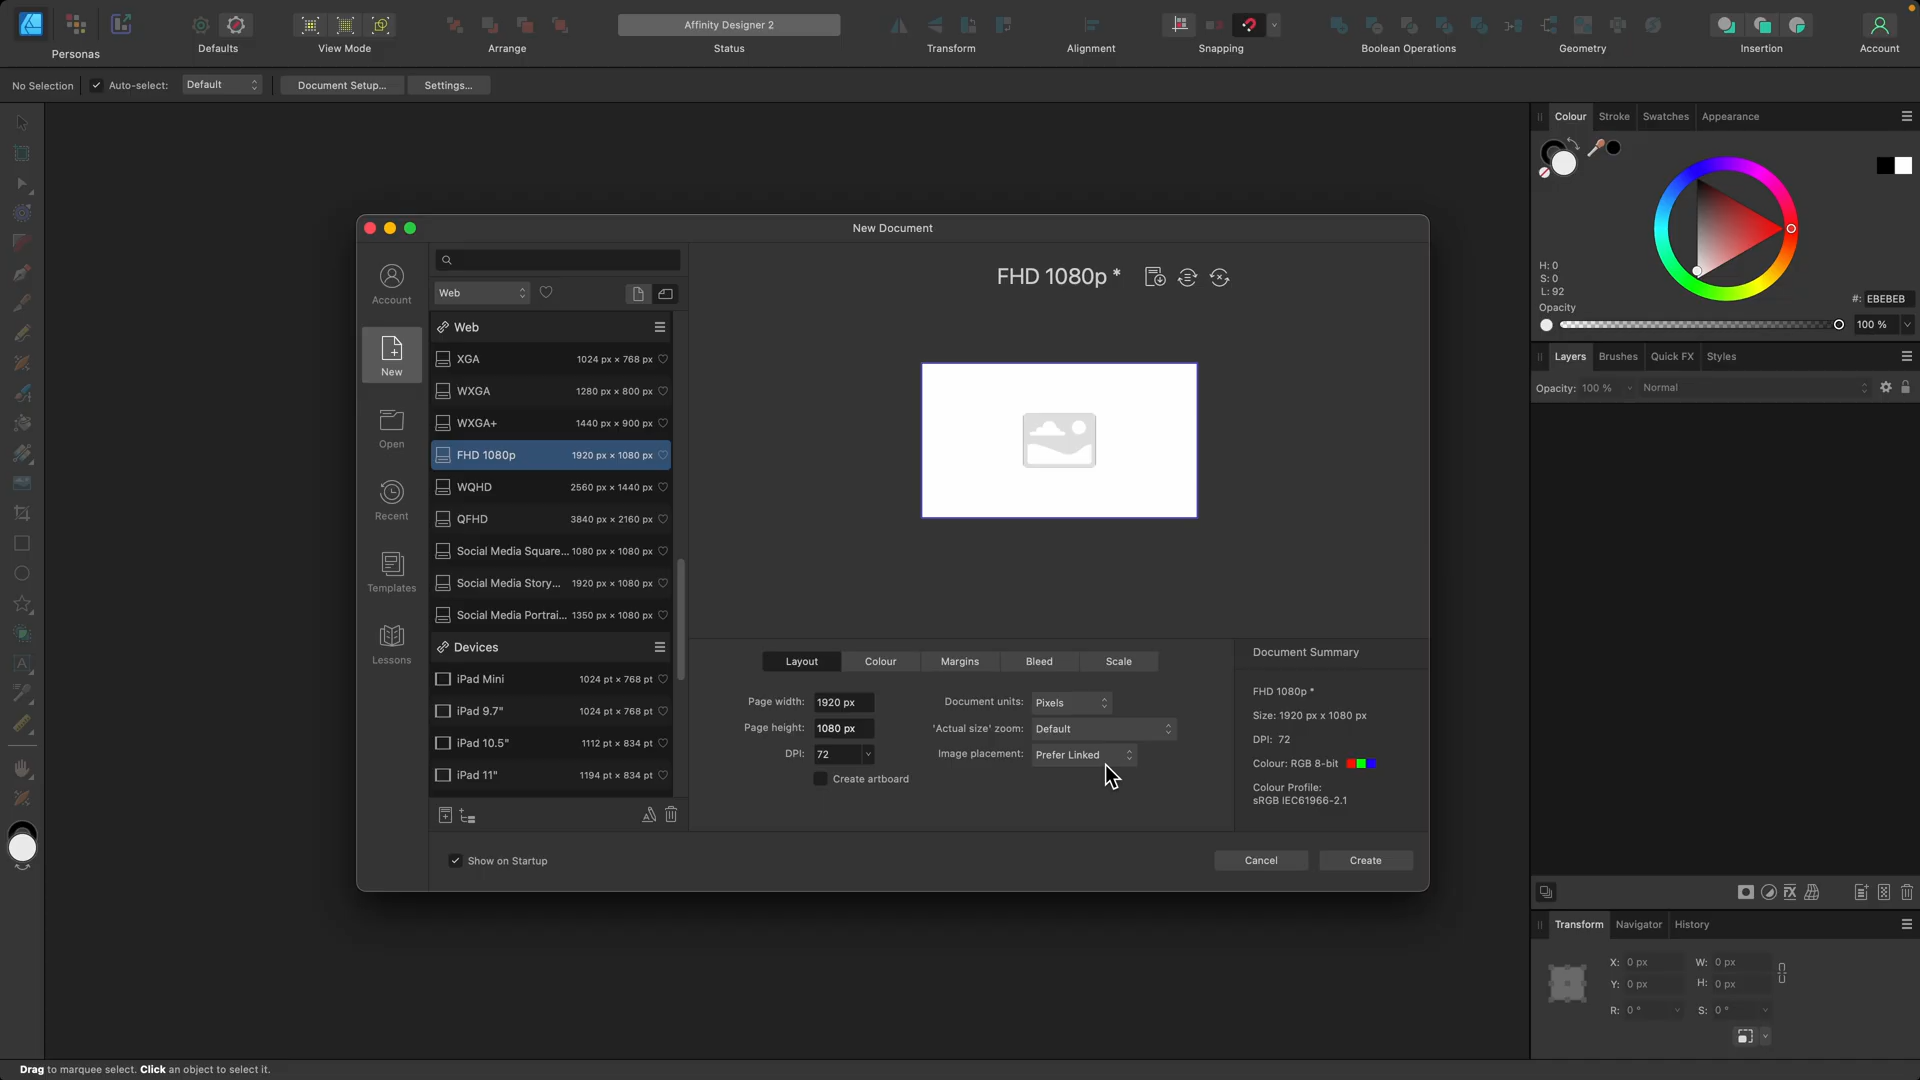 Affinity Designer 2
Personas
Defaults
View Mode
Arrange
Status
Transform
Alignment
Snapping
Boolean Operations
Geometry
Insertion
Account
No Selection
Auto-select:
Default
Document Setup...
Settings...
Colour
Stroke
Swatches
Appearance
H: 0
S: 0
L: 92
#: EBEBEB
Opacity
100 %
Layers
Brushes
Quick FX
Styles
Opacity: 100 %
Normal
New Document
Account
New
Open
Recent
Templates
Lessons
Web
Web
XGA 1024 px × 768 px
WXGA 1280 px × 800 px
WXGA+ 1440 px × 900 px
FHD 1080p 1920 px × 1080 px
WQHD 2560 px × 1440 px
QFHD 3840 px × 2160 px
Social Media Square... 1080 px × 1080 px
Social Media Story... 1920 px × 1080 px
Social Media Portrai... 1350 px × 1080 px
Devices
iPad Mini 1024 pt × 768 pt
iPad 9.7" 1024 pt × 768 pt
iPad 10.5" 1112 pt × 834 pt
iPad 11" 1194 pt × 834 pt
Show on Startup
FHD 1080p *
Layout
Colour
Margins
Bleed
Scale
Page width: 1920 px
Page height: 1080 px
DPI: 72
Create artboard
Document units: Pixels
'Actual size' zoom: Default
Image placement: Prefer Linked
Document Summary
FHD 1080p *
Size: 1920 px x 1080 px
DPI: 72
Colour: RGB 8-bit
Colour Profile:
sRGB IEC61966-2.1
Cancel
Create
Transform
Navigator
History
X: 0 px
W: 0 px
Y: 0 px
H: 0 px
R: 0 °
S: 0 °
Drag to marquee select. Click an object to select it.